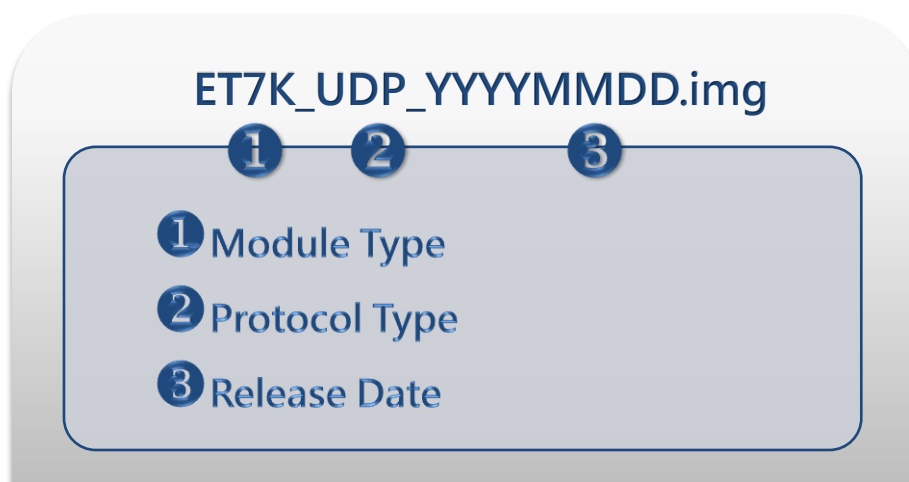 ET7K_UDP_YYYYMMDD.img
1 2 3
1 Module Type
2 Protocol Type
3 Release Date